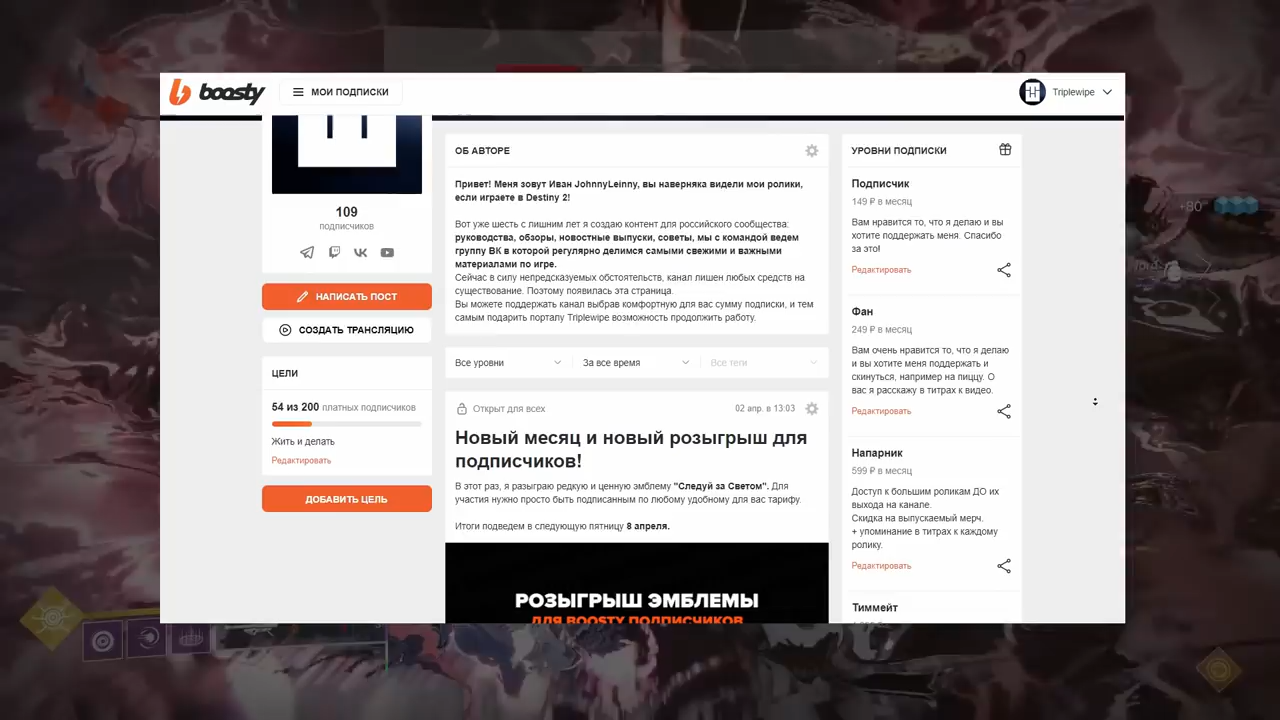 boosty
МОИ ПОДПИСКИ
Triplewipe
109
подписчиков
НАПИСАТЬ ПОСТ
СОЗДАТЬ ТРАНСЛЯЦИЮ
ЦЕЛИ
54 из 200 платных подписчиков
Жить и делать
Редактировать
ДОБАВИТЬ ЦЕЛЬ
ОБ АВТОРЕ
Привет! Меня зовут Иван JohnnyLeinny, вы наверняка видели мои ролики,
если играете в Destiny 2!
Вот уже шесть с лишним лет я создаю контент для российского сообщества:
руководства, обзоры, новостные выпуски, советы, мы с командой ведем
группу ВК в которой регулярно делимся самыми свежими и важными
материалами по игре.
Сейчас в силу непредсказуемых обстоятельств, канал лишен любых средств на
существование. Поэтому появилась эта страница.
Вы можете поддержать канал выбрав комфортную для вас сумму подписки, и тем
самым подарить порталу Triplewipe возможность продолжить работу.
Все уровни
За все время
Все теги
Открыт для всех
02 апр. в 13:03
Новый месяц и новый розыгрыш для
подписчиков!
В этот раз, я разыграю редкую и ценную эмблему "Следуй за Светом". Для
участия нужно просто быть подписанным по любому удобному для вас тарифу.
Итоги подведем в следующую пятницу 8 апреля.
РОЗЫГРЫШ ЭМБЛЕМЫ
ДЛЯ BOOSTY ПОДПИСЧИКОВ
УРОВНИ ПОДПИСКИ
Подписчик
149 ₽ в месяц
Вам нравится то, что я делаю и вы
хотите поддержать меня. Спасибо
за это!
Редактировать
Фан
249 ₽ в месяц
Вам очень нравится то, что я делаю
и вы хотите меня поддержать и
скинуться, например на пиццу. О
вас я расскажу в титрах к видео.
Редактировать
Напарник
599 ₽ в месяц
Доступ к большим роликам ДО их
выхода на канале.
Скидка на выпускаемый мерч.
+ упоминание в титрах к каждому
ролику.
Редактировать
Тиммейт
+80